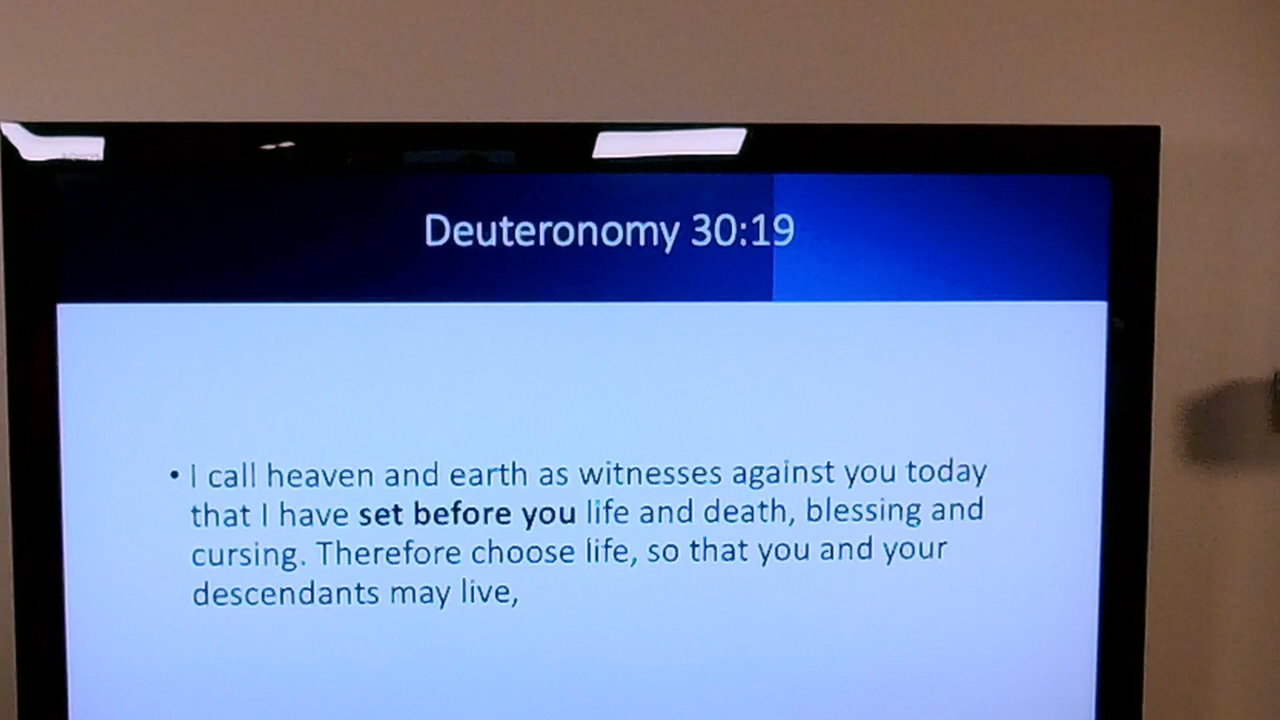 Deuteronomy 30:19
• I call heaven and earth as witnesses against you today
that I have set before you life and death, blessing and
cursing. Therefore choose life, so that you and your
descendants may live,